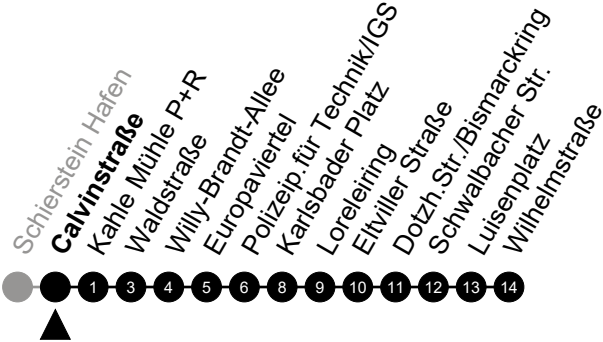 Schierstein Hafen
Calvinstraße
Kahle Mühle P+R
Waldstraße
Willy-Brandt-Allee
Europaviertel
Polizeip. für Technik/IGS
Karlsbader Platz
Loreleiring
Eltviller Straße
Dotzh.Str./Bismarckring
Schwalbacher Str.
Luisenplatz
Wilhelmstraße
1 3 4 5 6 8 9 10 11 12 13 14